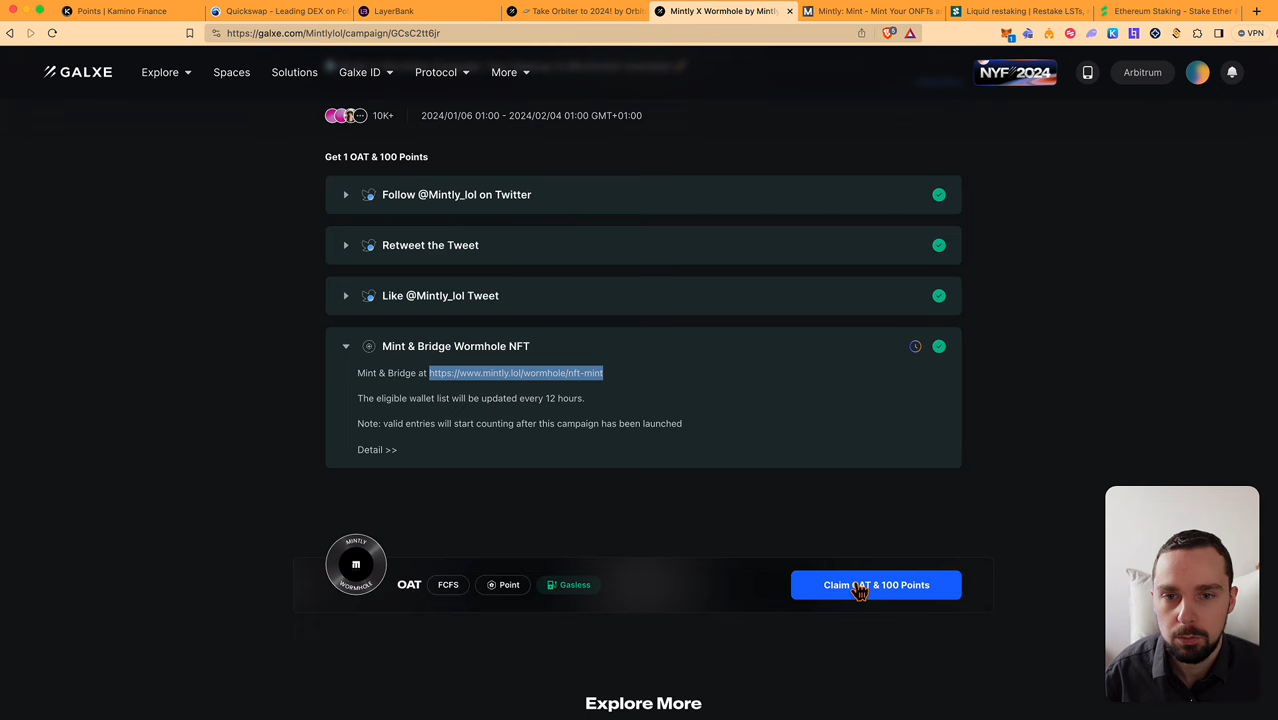 Points | Kamino Finance
Quickswap - Leading DEX on Po
LayerBank
Take Orbiter to 2024! by Orbit
Mintly X Wormhole by Mintly
Mintly: Mint - Mint Your ONFTs a
Liquid restaking | Restake LSTs, 
Ethereum Staking - Stake Ether
https://galxe.com/Mintlylol/campaign/GCsC2tt6jr
VPN
GALXE
Explore
Spaces
Solutions
Galxe ID
Protocol
More
NYF 2024
Arbitrum
10K+
2024/01/06 01:00 - 2024/02/04 01:00 GMT+01:00
Get 1 OAT & 100 Points
Follow @Mintly_lol on Twitter
Retweet the Tweet
Like @Mintly_lol Tweet
Mint & Bridge Wormhole NFT
Mint & Bridge at https://www.mintly.lol/wormhole/nft-mint
The eligible wallet list will be updated every 12 hours.
Note: valid entries will start counting after this campaign has been launched
Detail >>
MINTLY
m
WORMHOLE
OAT
FCFS
Point
Gasless
Claim OAT & 100 Points
Explore More